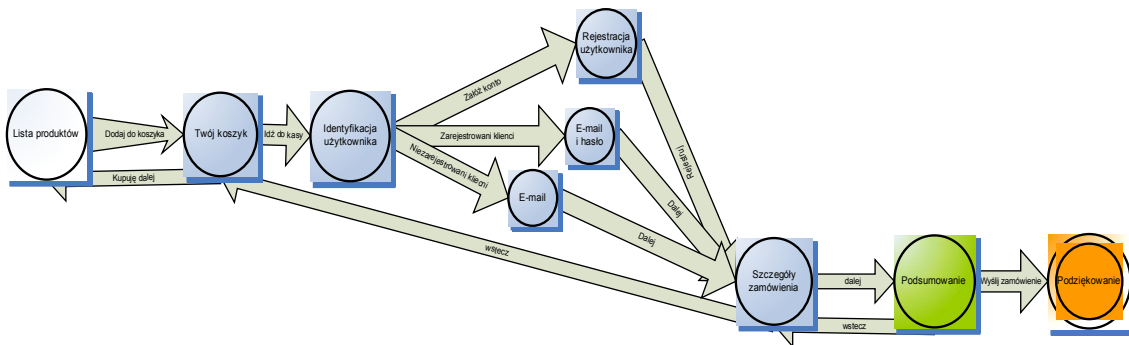 Rejestracja
użytkownika
Załóż konto
Lista produktów
Dodaj do koszyka
Twój koszyk
Idź do kasy
Identyfikacja
użytkownika
Zarejestrowani klienci
E-mail
i hasło
Rejestruj
Niezarejestrowani klienci
Kupuję dalej
E-mail
Dalej
Dalej
wstecz
Szczegóły
zamówienia
dalej
Podsumowanie
Wyślij zamówienie
Podziękowanie
wstecz